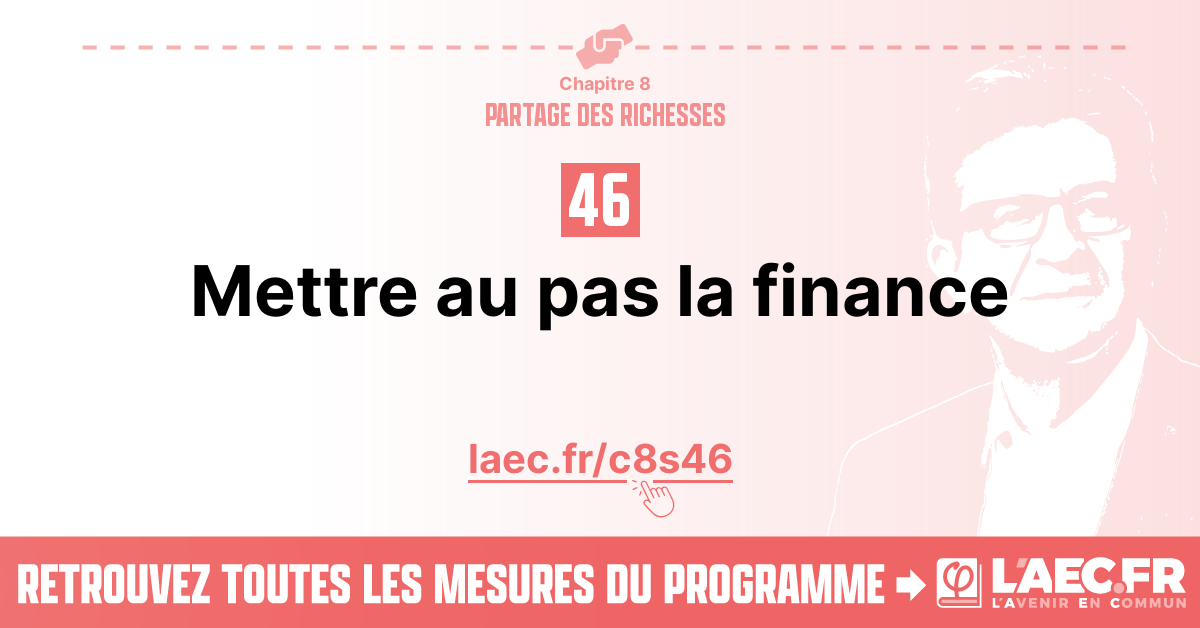 Chapitre 8
PARTAGE DES RICHESSES
46
Mettre au pas la finance
laec.fr/c8s46
RETROUVEZ TOUTES LES MESURES DU PROGRAMME
φ L'AEC.FR
L'AVENIR EN COMMUN